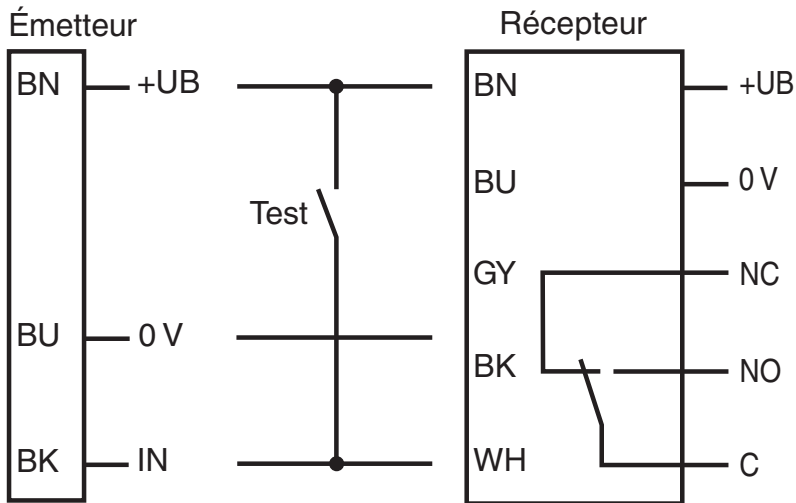 Émetteur
BN +UB
Test
BU 0 V
BK IN
Récepteur
BN +UB
BU 0 V
GY NC
BK NO
WH C